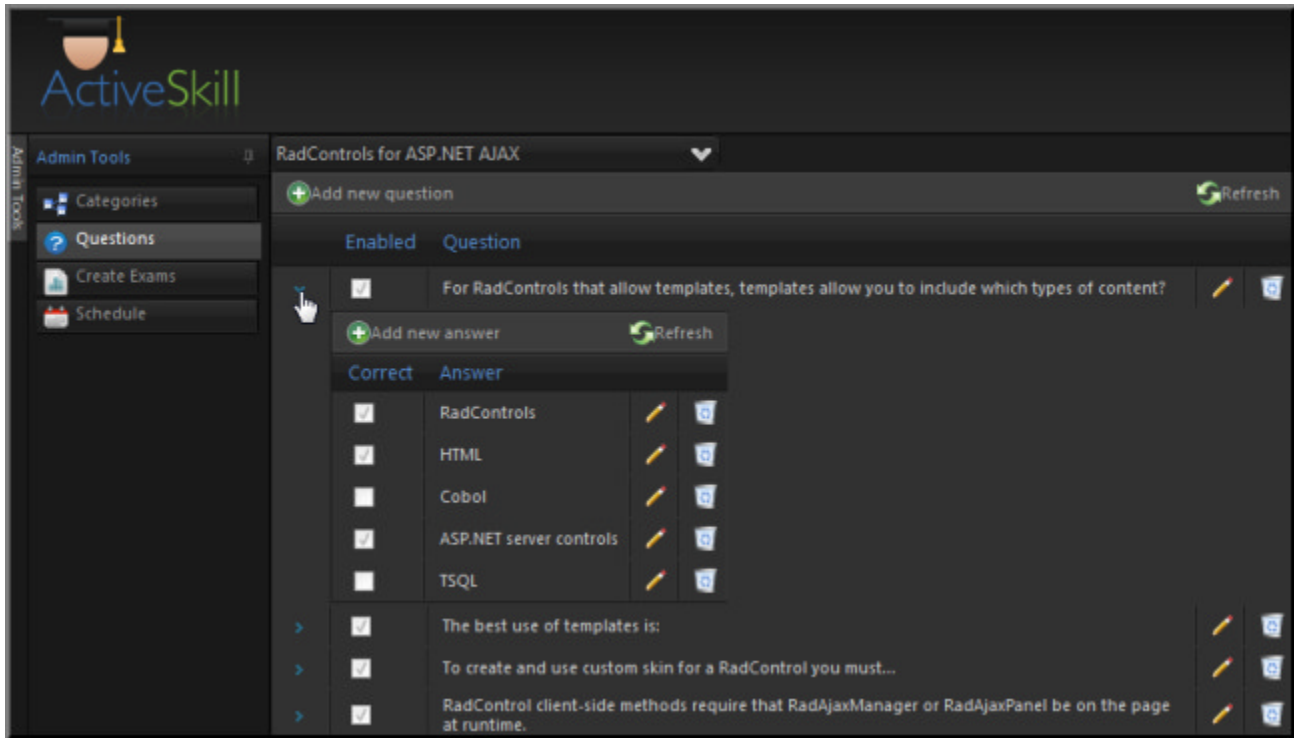 ActiveSkill
Admin Tools
Admin Tools
Categories
Questions
Create Exams
Schedule
RadControls for ASP.NET AJAX
Add new question
Refresh
Enabled Question
For RadControls that allow templates, templates allow you to include which types of content?
Add new answer
Refresh
Correct Answer
RadControls
HTML
Cobol
ASP.NET server controls
TSQL
The best use of templates is:
To create and use custom skin for a RadControl you must...
RadControl client-side methods require that RadAjaxManager or RadAjaxPanel be on the page
at runtime.